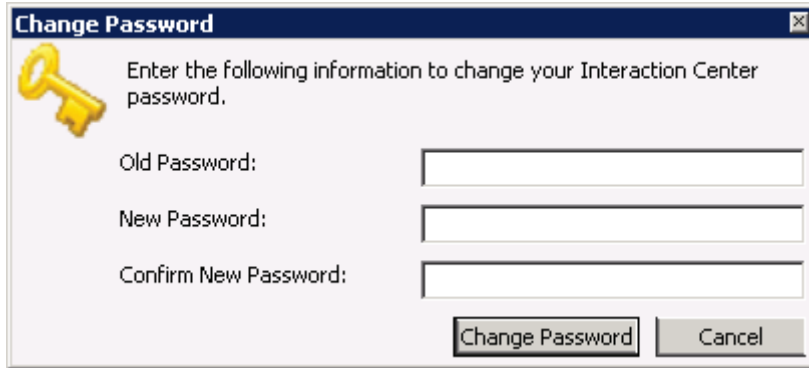 Change Password
Enter the following information to change your Interaction Center
password.
Old Password:
New Password:
Confirm New Password:
Change Password Cancel